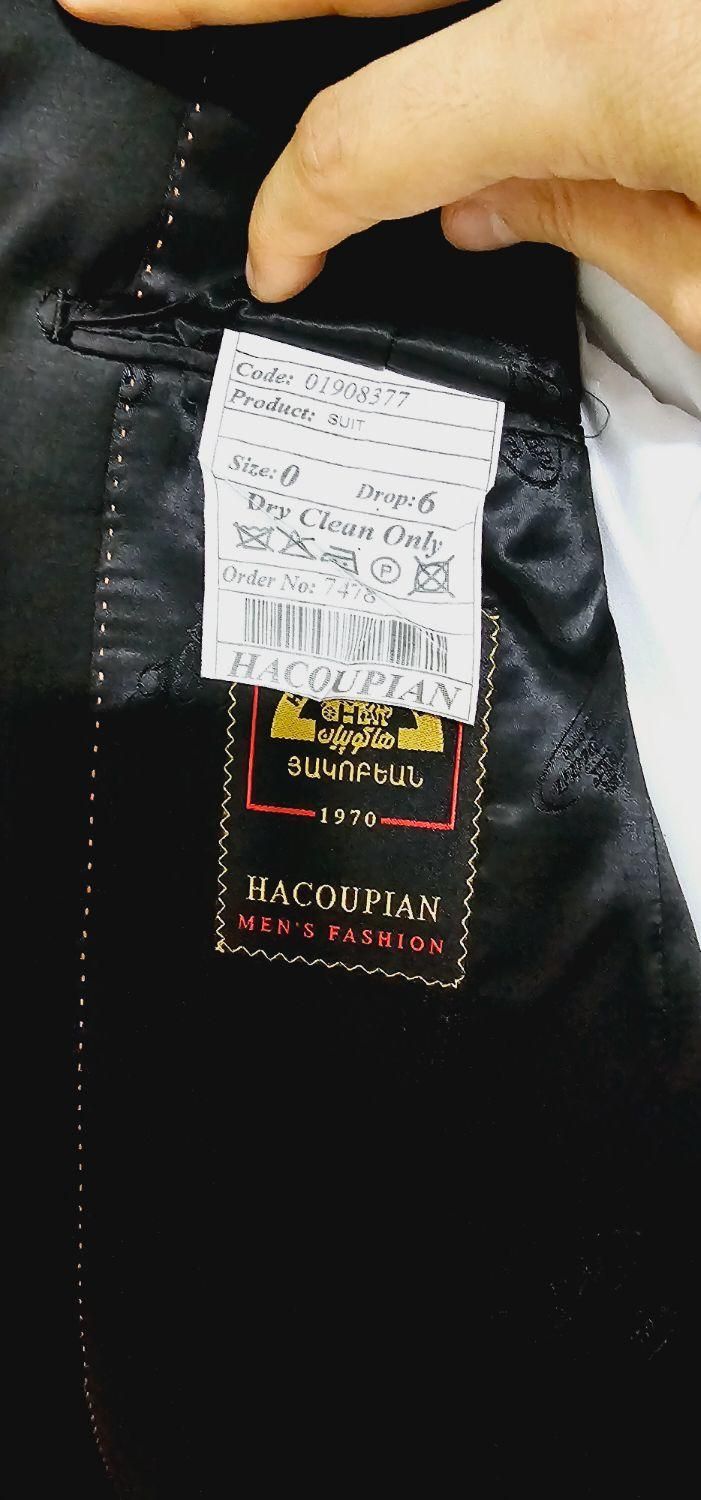 Code: 01908377
Product: SUIT
Size: 0 Drop: 6
Dry Clean Only
P
Order No: 7478
HACOUPIAN
هاکوپیان
ՅԱԿՈԲԵԱՆ
1970
HACOUPIAN
MEN'S FASHION